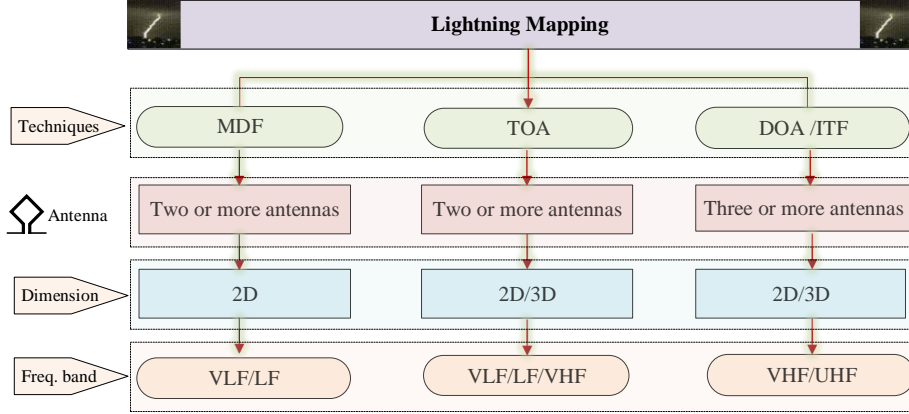 Lightning Mapping
Techniques
MDF
TOA
DOA /ITF
Antenna
Two or more antennas
Two or more antennas
Three or more antennas
Dimension
2D
2D/3D
2D/3D
Freq. band
VLF/LF
VLF/LF/VHF
VHF/UHF